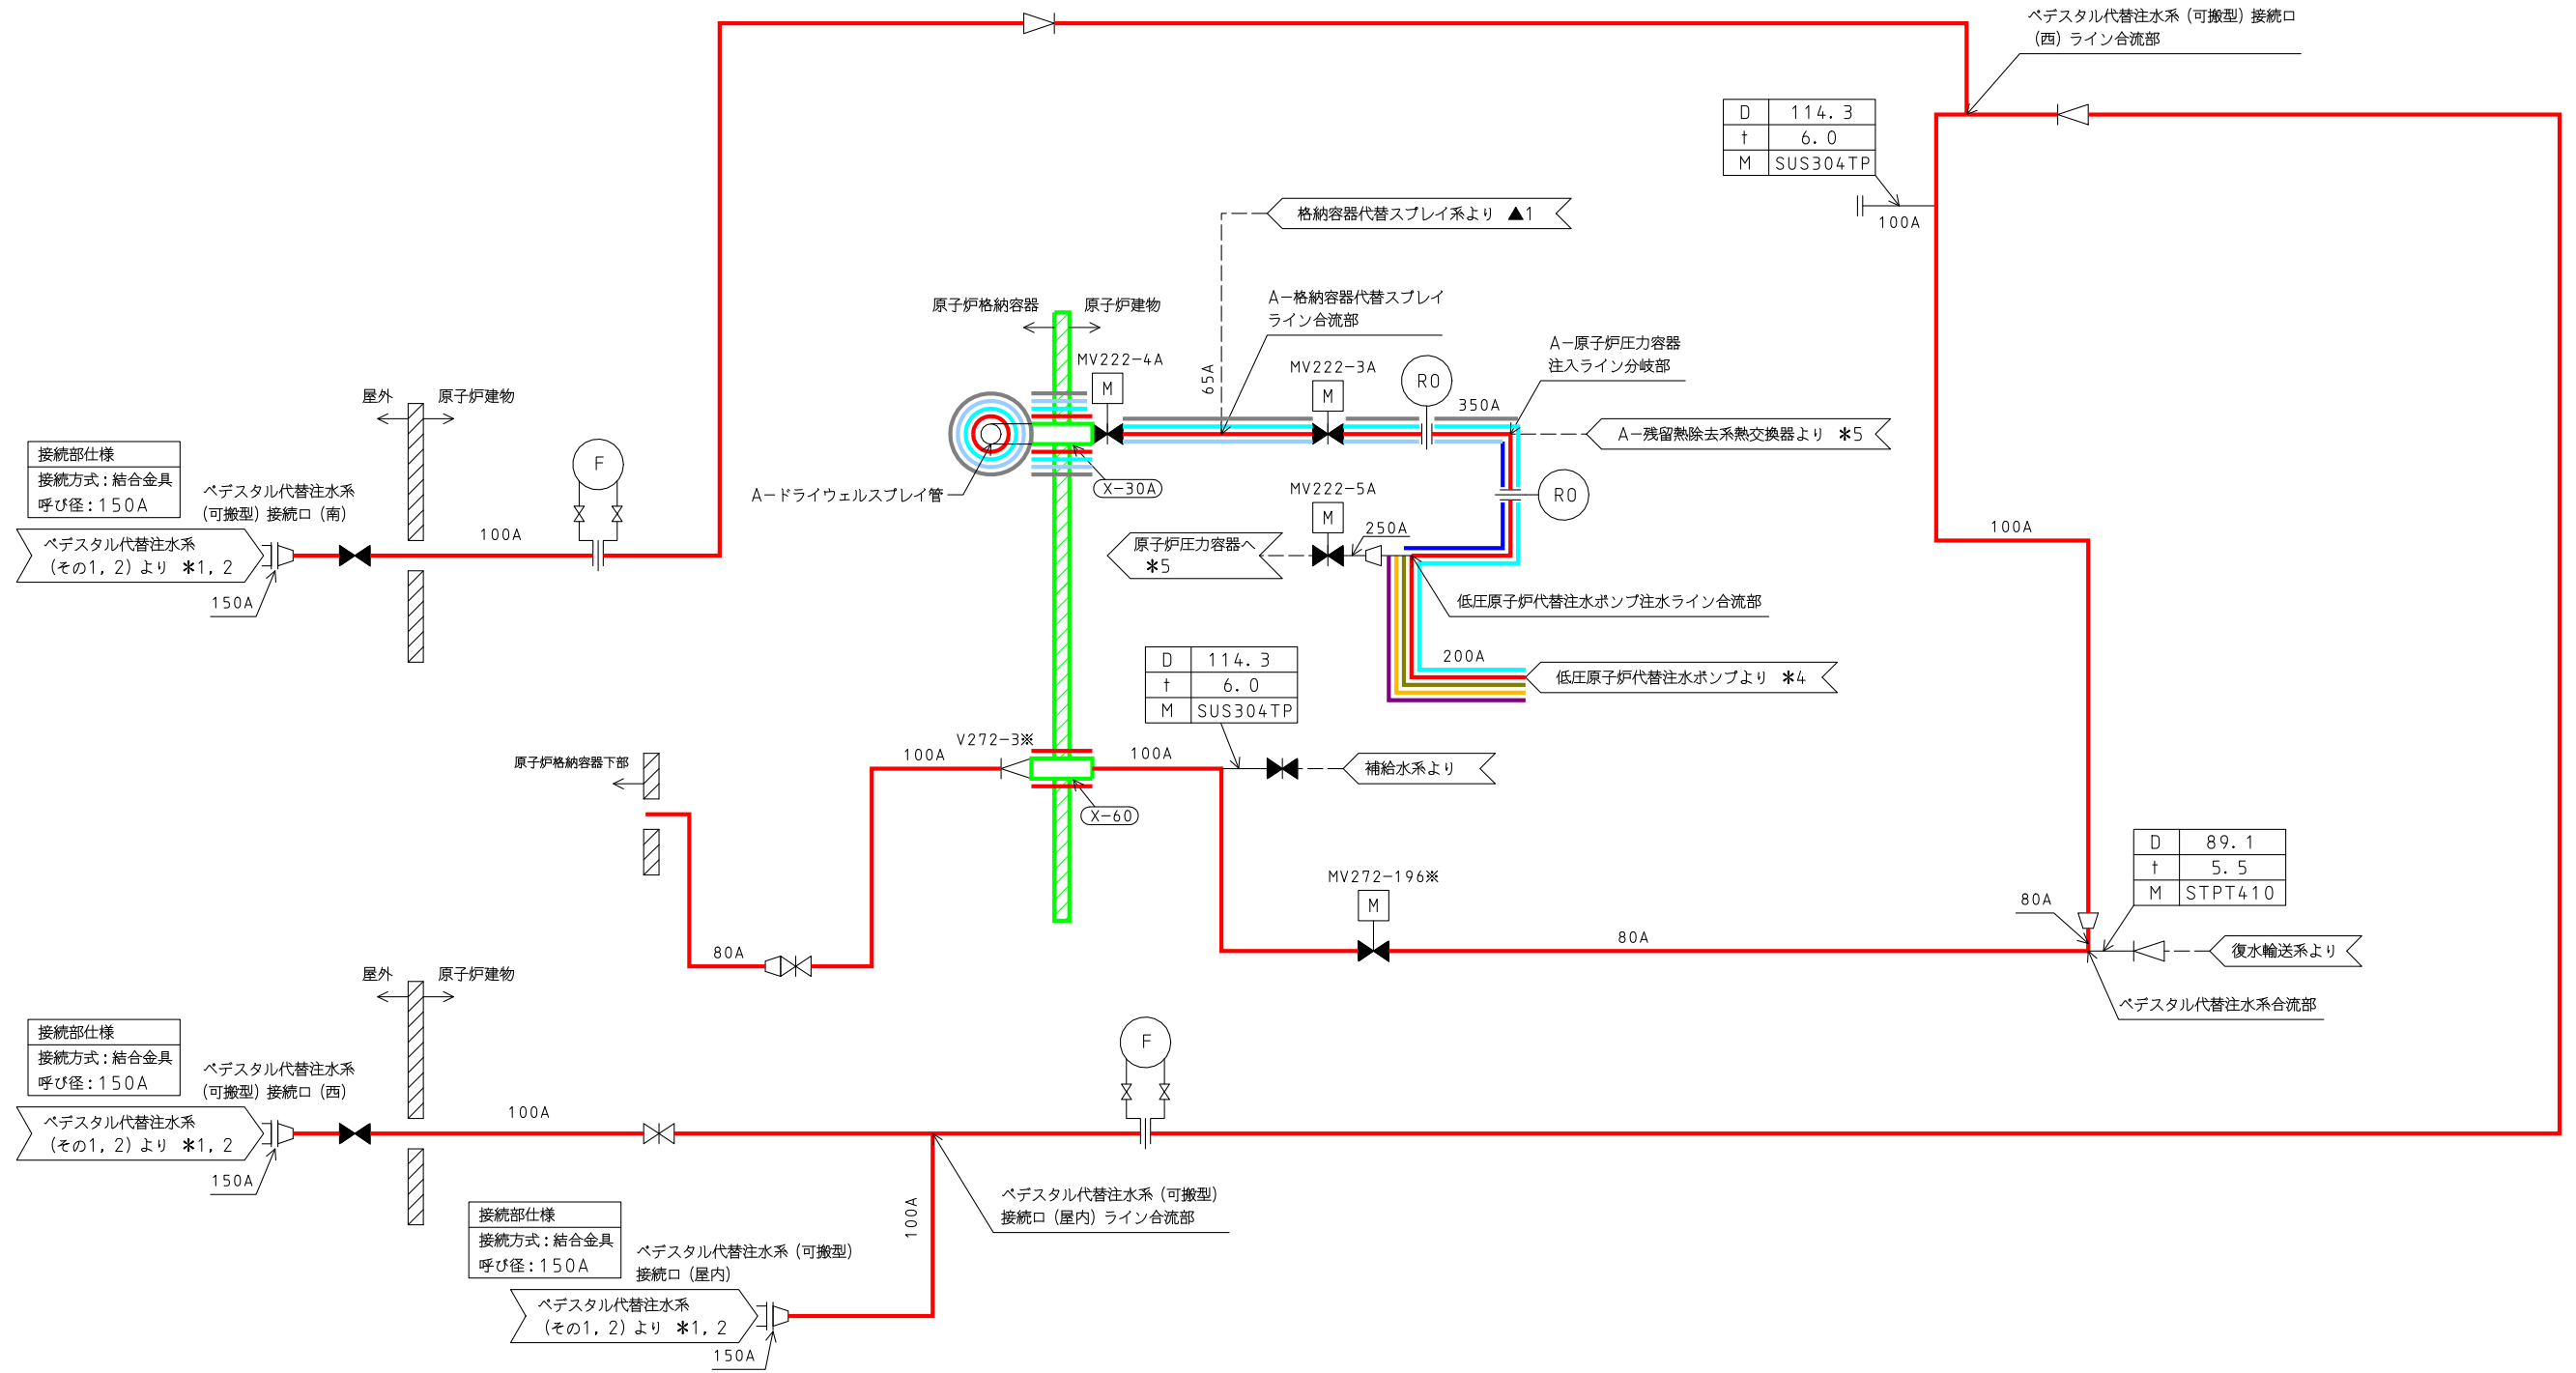 ペデスタル代替注水系（可搬型）接続口
（西）ライン合流部
D 114.3
t 6.0
M SUS304TP
100A
格納容器代替スプレイ系より ▲1
原子炉格納容器
原子炉建物
A－格納容器代替スプレイ
ライン合流部
65A
MV222-4A
M
MV222-3A
M
RO
350A
A－原子炉圧力容器
注入ライン分岐部
A－残留熱除去系熱交換器より ＊5
RO
A－ドライウェルスプレイ管
X-30A
MV222-5A
M
250A
原子炉圧力容器へ
＊5
低圧原子炉代替注水ポンプ注水ライン合流部
200A
低圧原子炉代替注水ポンプより ＊4
屋外
原子炉建物
接続部仕様
接続方式：結合金具
呼び径：150A
ペデスタル代替注水系
（可搬型）接続口（南）
ペデスタル代替注水系
（その1，2）より ＊1，2
150A
100A
F
100A
D 114.3
t 6.0
M SUS304TP
V272-3※
100A
100A
補給水系より
X-60
原子炉格納容器下部
80A
MV272-196※
M
80A
80A
D 89.1
t 5.5
M STPT410
復水輸送系より
ペデスタル代替注水系合流部
屋外
原子炉建物
接続部仕様
接続方式：結合金具
呼び径：150A
ペデスタル代替注水系
（可搬型）接続口（西）
ペデスタル代替注水系
（その1，2）より ＊1，2
150A
100A
F
ペデスタル代替注水系（可搬型）
接続口（屋内）ライン合流部
100A
接続部仕様
接続方式：結合金具
呼び径：150A
ペデスタル代替注水系（可搬型）
接続口（屋内）
ペデスタル代替注水系
（その1，2）より ＊1，2
150A